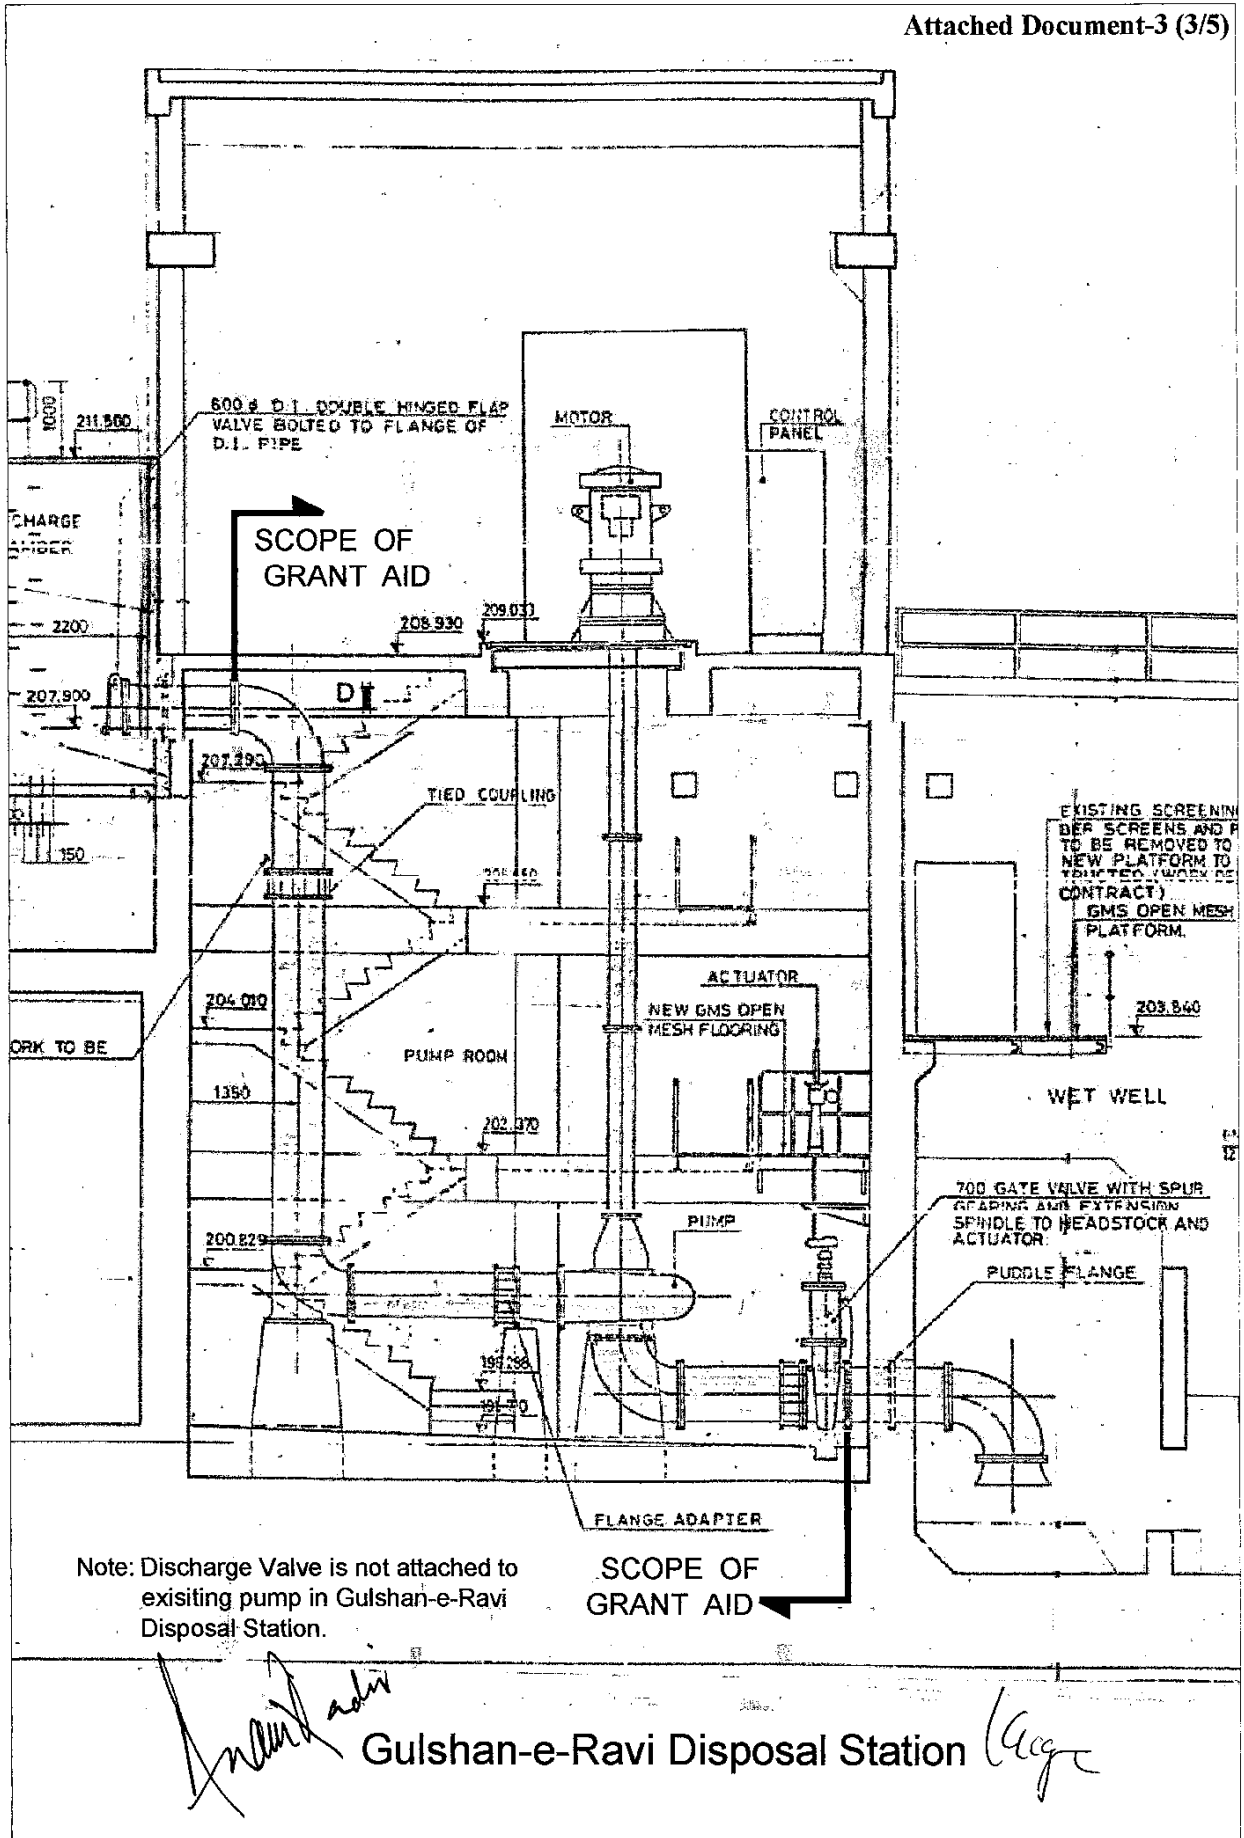 Attached Document-3 (3/5)
1000
211.500
600 φ D.I. DOUBLE HINGED FLAP
VALVE BOLTED TO FLANGE OF
D.I. PIPE
MOTOR
CONTROL
PANEL
CHARGE
SCOPE OF
GRANT AID
2200
208.930
209.033
207.900
D
207.290
TIED COUPLING
150
EXISTING SCREENING
SCREENS AND
TO BE REMOVED TO
NEW PLATFORM TO
CONTRACT)
GMS OPEN MESH
PLATFORM.
ACTUATOR
NEW GMS OPEN
MESH FLOORING
204.010
203.840
ORK TO BE
PUMP ROOM
1350
WET WELL
202.370
700 GATE VALVE WITH SPUR
GEARING AND EXTENSION
SPINDLE TO HEADSTOCK AND
ACTUATOR.
PUMP
200.829
PUDDLE FLANGE
FLANGE ADAPTER
Note: Discharge Valve is not attached to
exisiting pump in Gulshan-e-Ravi
Disposal Station.
SCOPE OF
GRANT AID
Gulshan-e-Ravi Disposal Station